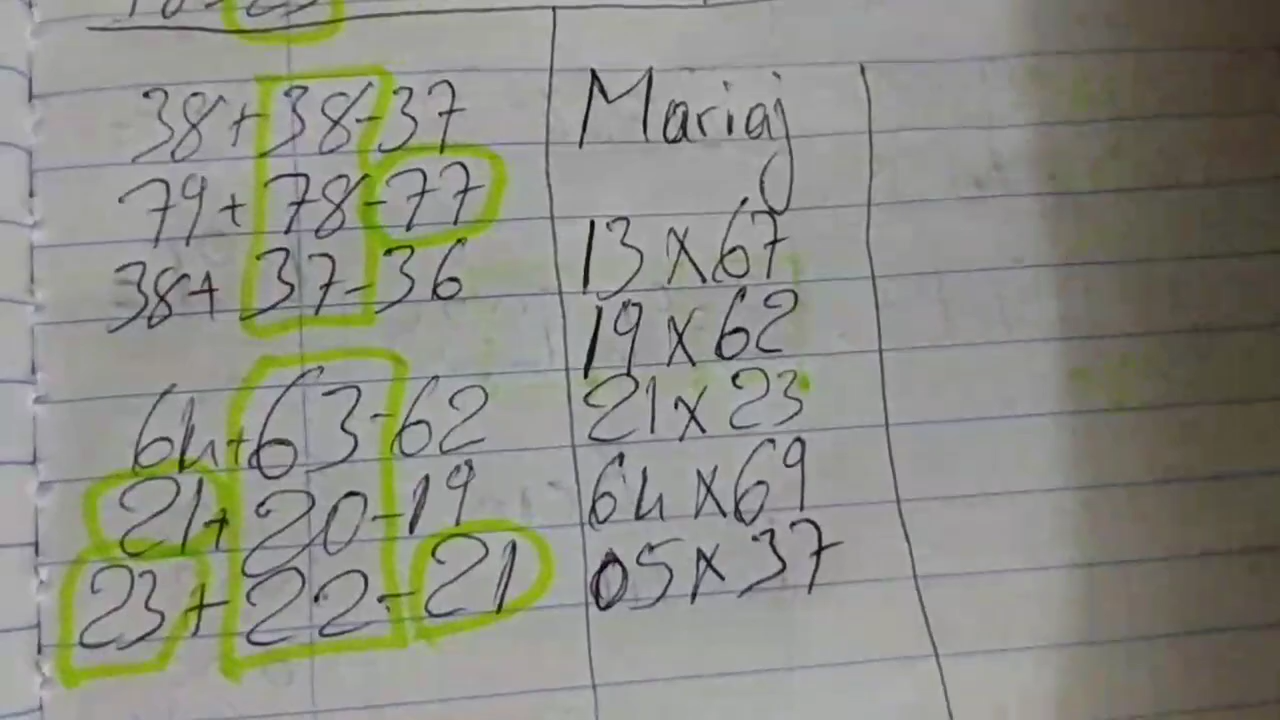 38+38-37
79+78-77
38+37-36
64+63-62
21+20-19
23+22-21
Mariaj
13x67
19x62
21x23
64x69
05x37